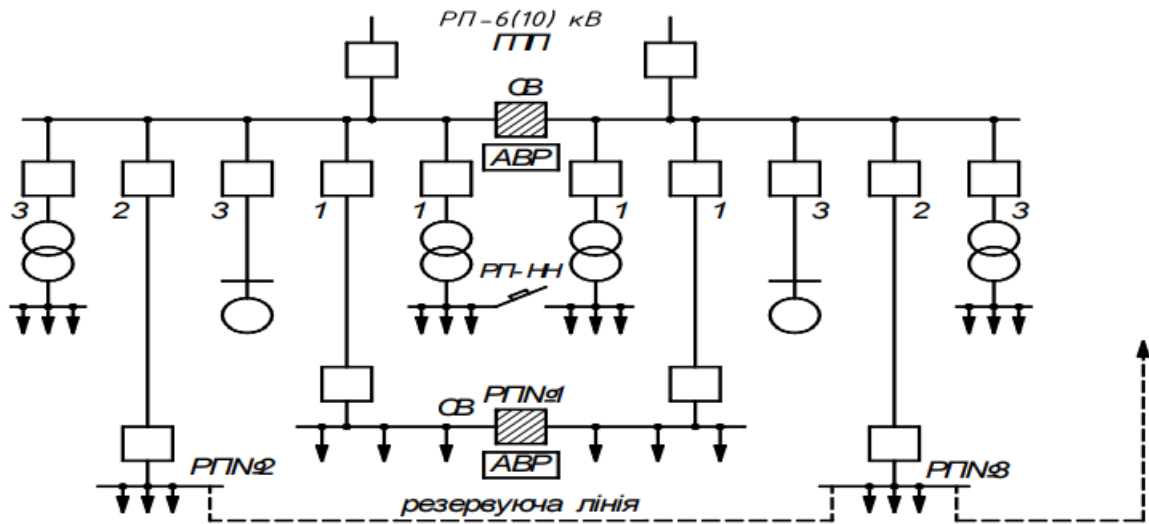 РП-6(10) кВ
ГПП
СВ
АВР
3 2 3 1 1 1 1 3 2 3
РП-НН
СВ РП№1
АВР
РП№2 РП№3
резервуюча лінія